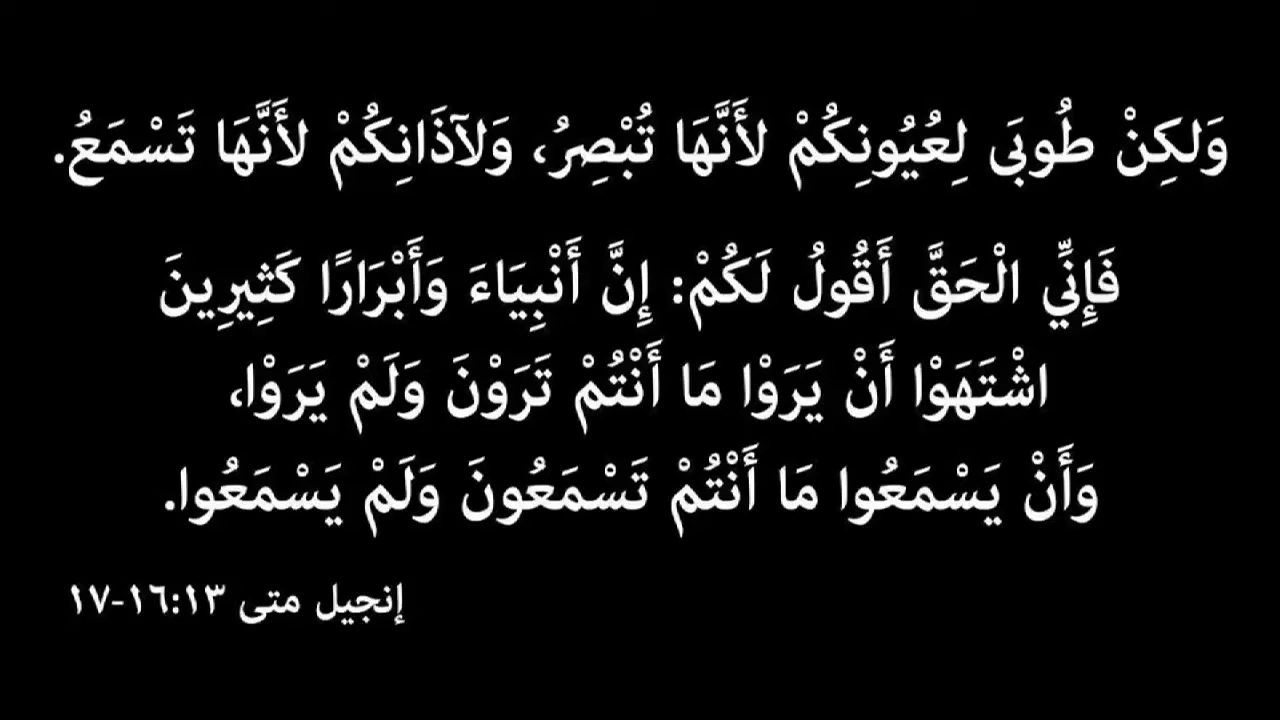 وَلكِنْ طُوبَى لِعُيُونِكُمْ لأَنَّهَا تُبْصِرُ، وَلآذَانِكُمْ لأَنَّهَا تَسْمَعُ.
فَإِنِّي الْحَقَّ أَقُولُ لَكُمْ: إِنَّ أَنْبِيَاءَ وَأَبْرَارًا كَثِيرِينَ
اشْتَهَوْا أَنْ يَرَوْا مَا أَنْتُمْ تَرَوْنَ وَلَمْ يَرَوْا،
وَأَنْ يَسْمَعُوا مَا أَنْتُمْ تَسْمَعُونَ وَلَمْ يَسْمَعُوا.
إنجيل متى ١٦:١٣-١٧